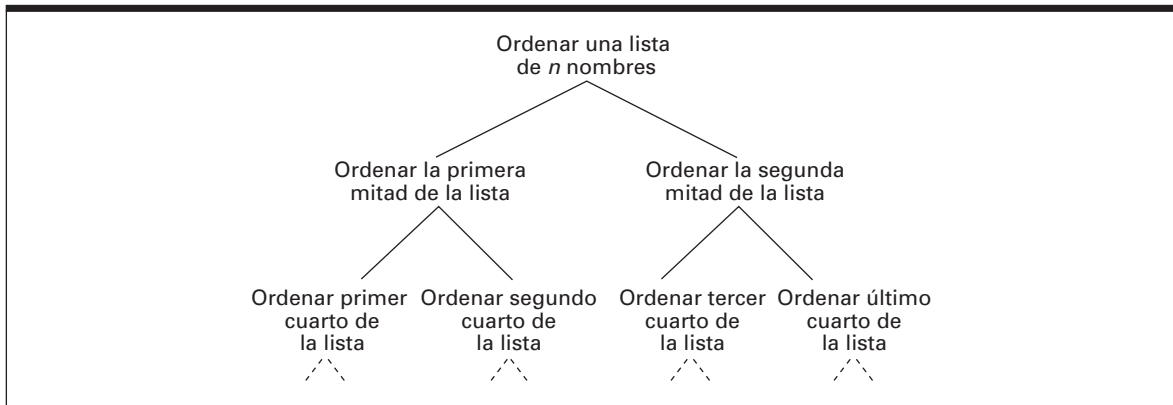 Ordenar una lista
de n nombres
Ordenar la primera
mitad de la lista
Ordenar la segunda
mitad de la lista
Ordenar primer
cuarto de
la lista
Ordenar segundo
cuarto de
la lista
Ordenar tercer
cuarto de
la lista
Ordenar último
cuarto de
la lista